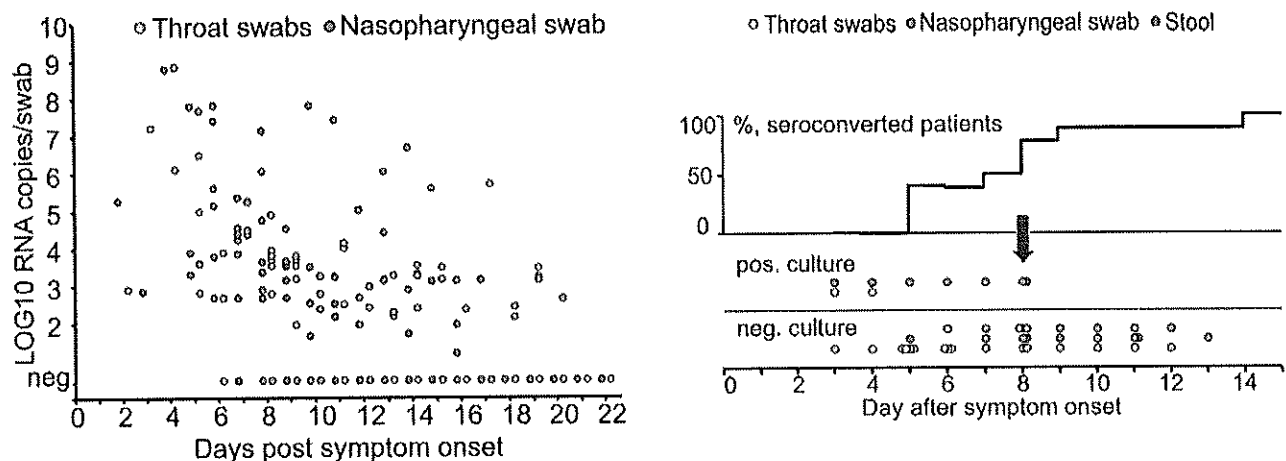 ○ Throat swabs ● Nasopharyngeal swab
LOG10 RNA copies/swab
10
9
8
7
6
5
4
3
2
neg
0 2 4 6 8 10 12 14 16 18 20 22
Days post symptom onset
○ Throat swabs ● Nasopharyngeal swab ● Stool
100 %, seroconverted patients
50
0
pos. culture
neg. culture
0 2 4 6 8 10 12 14
Day after symptom onset